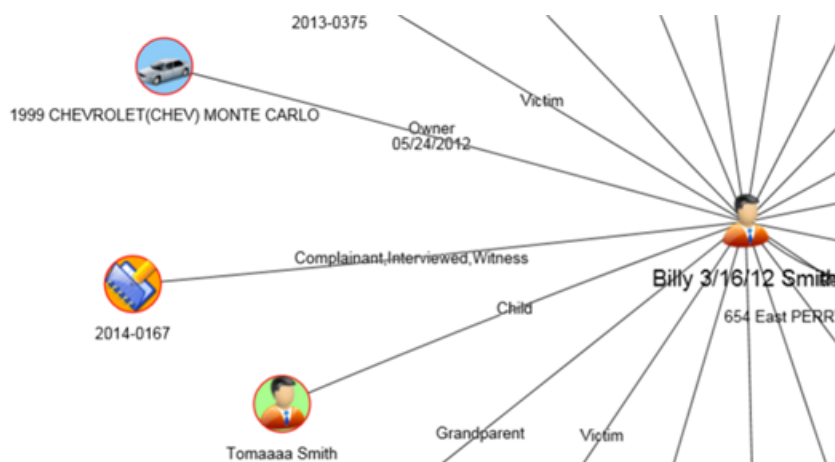 2013-0375
1999 CHEVROLET(CHEV) MONTE CARLO
Victim
Owner
05/24/2012
Complainant,Interviewed,Witness
Billy 3/16/12 Smith
654 East
2014-0167
Child
Tomaaaa Smith
Grandparent
Victim